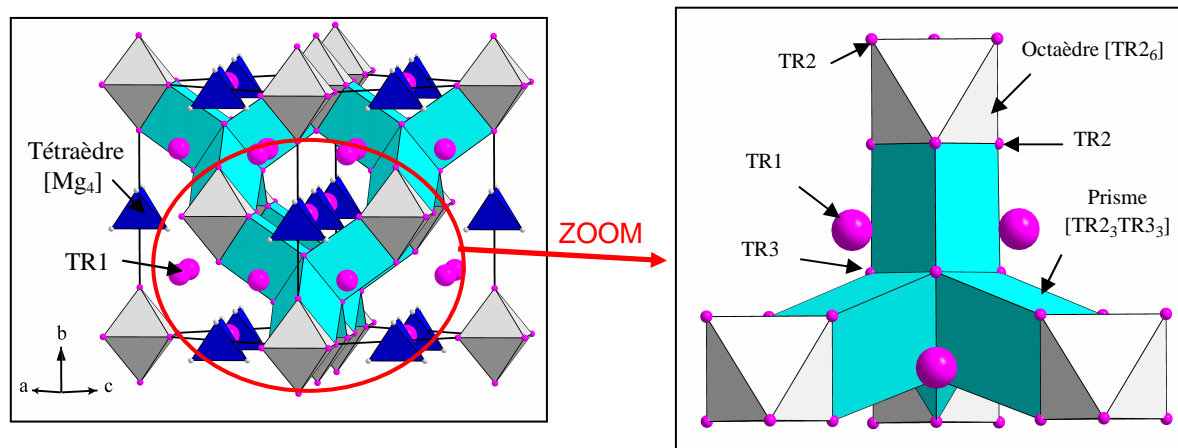 Tétraèdre
[Mg₄]
TR1
b
a
c
ZOOM
TR2
Octaèdre [TR2₆]
TR2
TR1
Prisme
[TR2₃TR3₃]
TR3